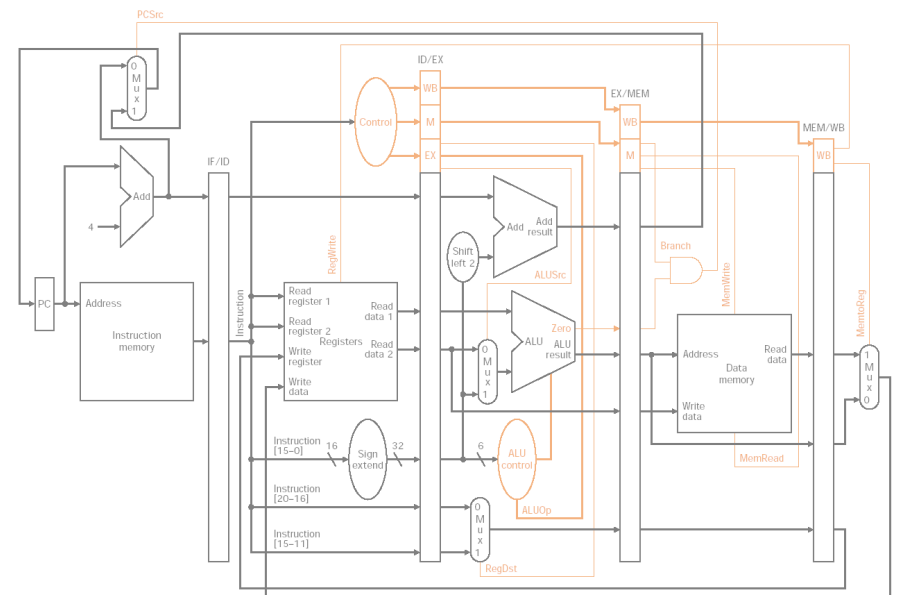 PCSrc
ID/EX
0
M
u
x
1
WB
EX/MEM
Control
M
WB
MEM/WB
EX
M
WB
IF/ID
Add
4
Add
Add
result
RegWrite
Shift
left 2
Branch
ALUSrc
MemWrite
PC
Address
Instruction
memory
Instruction
Read
register 1
Read
register 2
Write
register
Write
data
Registers
Read
data 1
Read
data 2
0
M
u
x
1
Zero
ALU
ALU
result
MemtoReg
Address
Read
data
Data
memory
Write
data
1
M
u
x
0
Instruction
[15–0]
16
Sign
extend
32
6
ALU
control
MemRead
Instruction
[20–16]
ALUOp
Instruction
[15–11]
0
M
u
x
1
RegDst